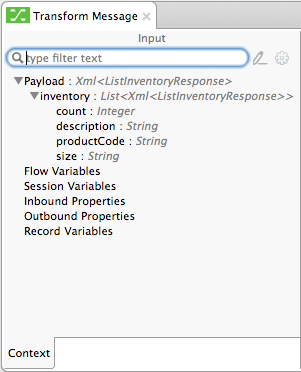 Transform Message
Input
type filter text
Payload : Xml<ListInventoryResponse>
inventory : List<Xml<ListInventoryResponse>>
count : Integer
description : String
productCode : String
size : String
Flow Variables
Session Variables
Inbound Properties
Outbound Properties
Record Variables
Context